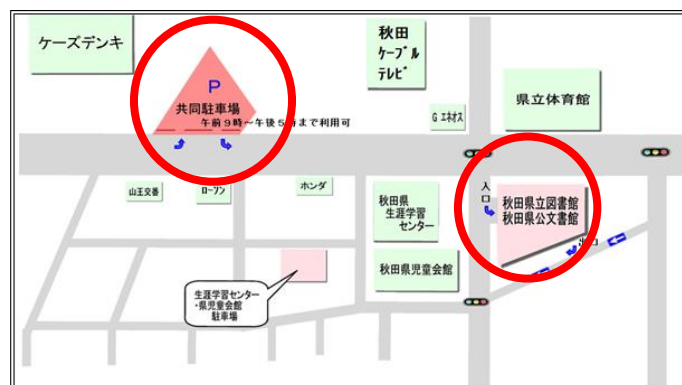 ケーズデンキ
秋田
ケーブル
テレビ
P
共同駐車場
午前9時~午後5時まで利用可
G エネオス
県立体育館
山王交番
ローソン
ホンダ
秋田県
生涯学習
センター
入口
秋田県立図書館
秋田県公文書館
出口
秋田県児童会館
生涯学習センター
・県児童会館
駐車場